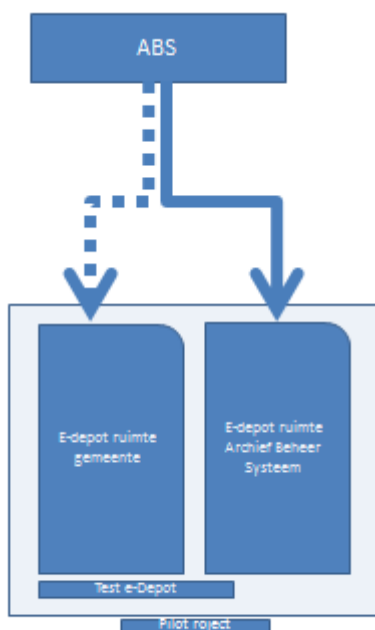 ABS
E-depot ruimte
gemeente
E-depot ruimte
Archief Beheer
Systeem
Test e-Depot
Pilot roject